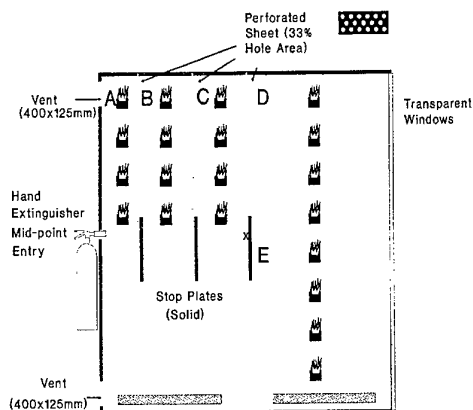 Perforated
Sheet (33%
Hole Area)
A
B
C
D
Vent
(400x125mm)
Transparent
Windows
Hand
Extinguisher
Mid-point
Entry
x
E
Stop Plates
(Solid)
Vent
(400x125mm)